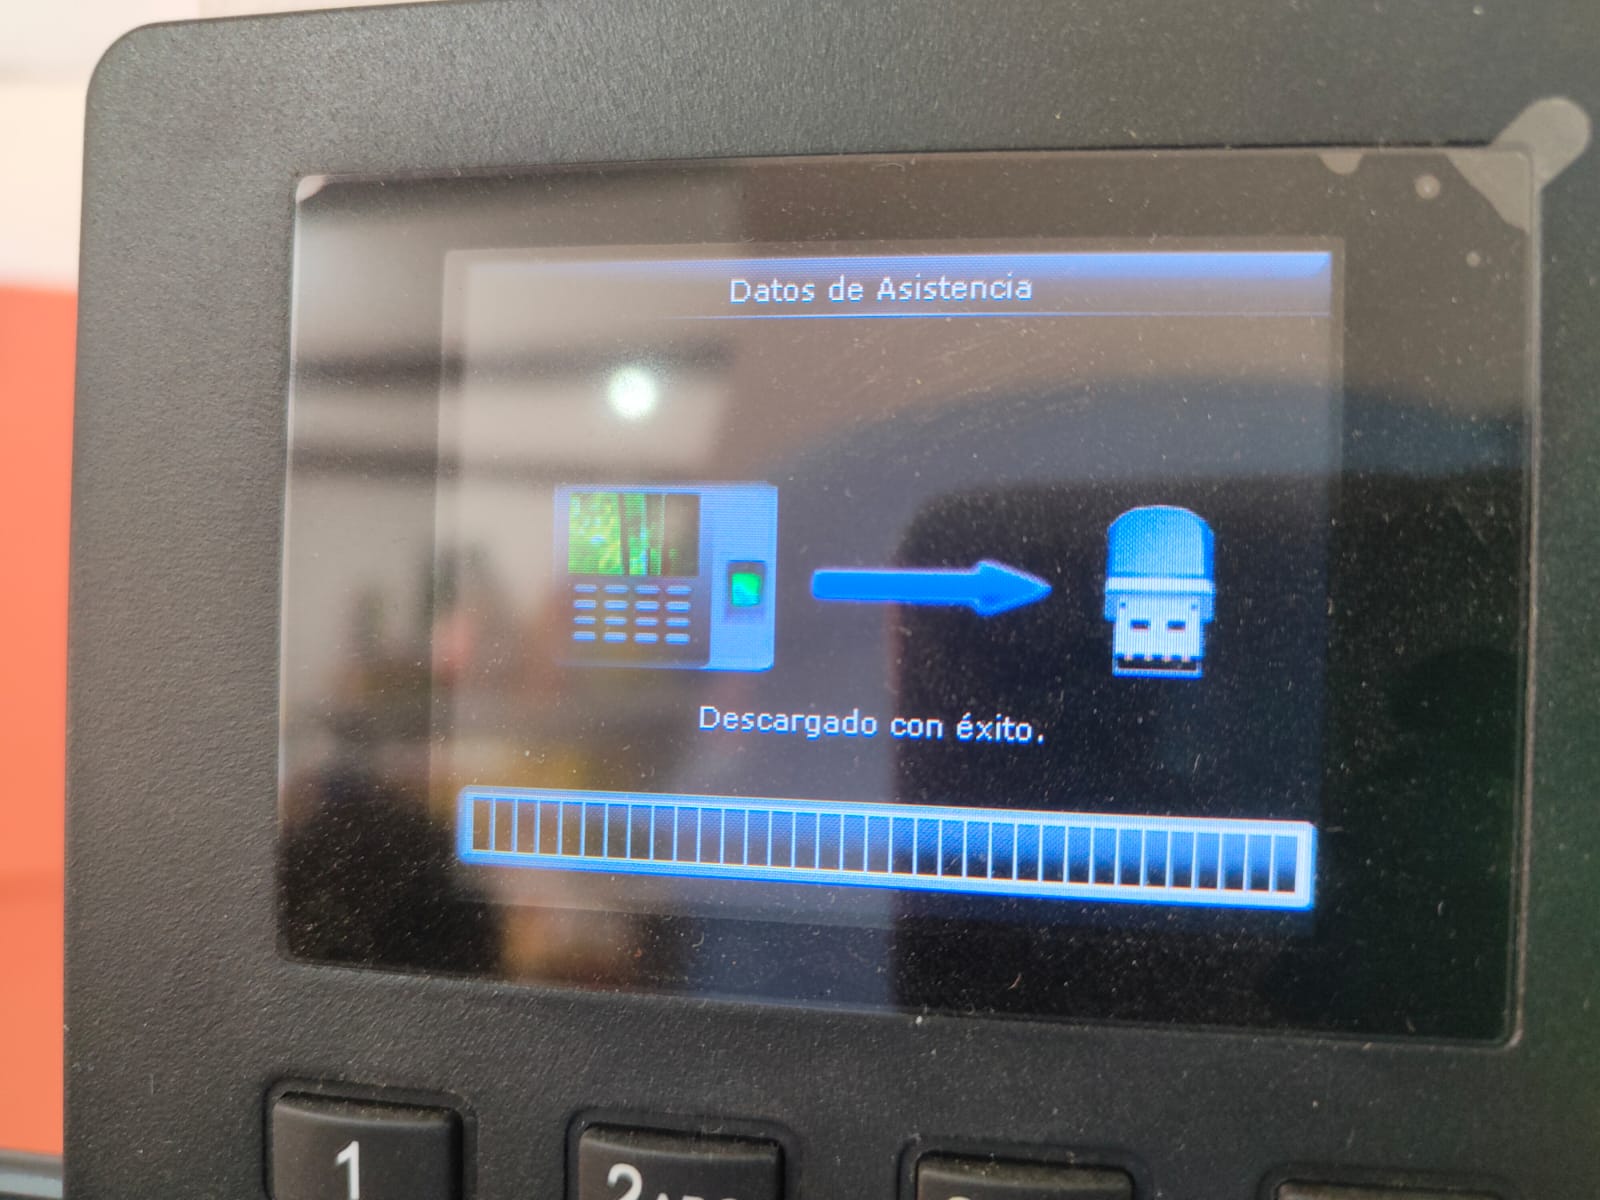 Datos de Asistencia
Descargado con éxito.
1
2